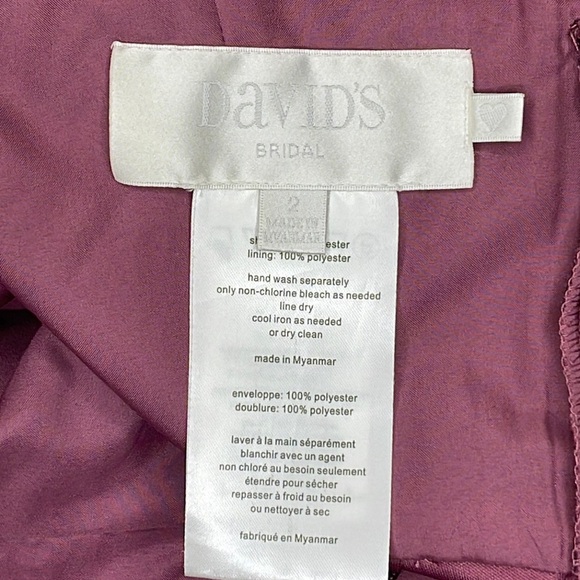 DaVID'S
BRIDAL
2
MADE IN
MYANMAR
lining: 100% polyester
hand wash separately
only non-chlorine bleach as needed
line dry
cool iron as needed
or dry clean
made in Myanmar
enveloppe: 100% polyester
doublure: 100% polyester
laver à la main séparément
blanchir avec un agent
non chloré au besoin seulement
étendre pour sécher
repasser à froid au besoin
ou nettoyer à sec
fabriqué en Myanmar